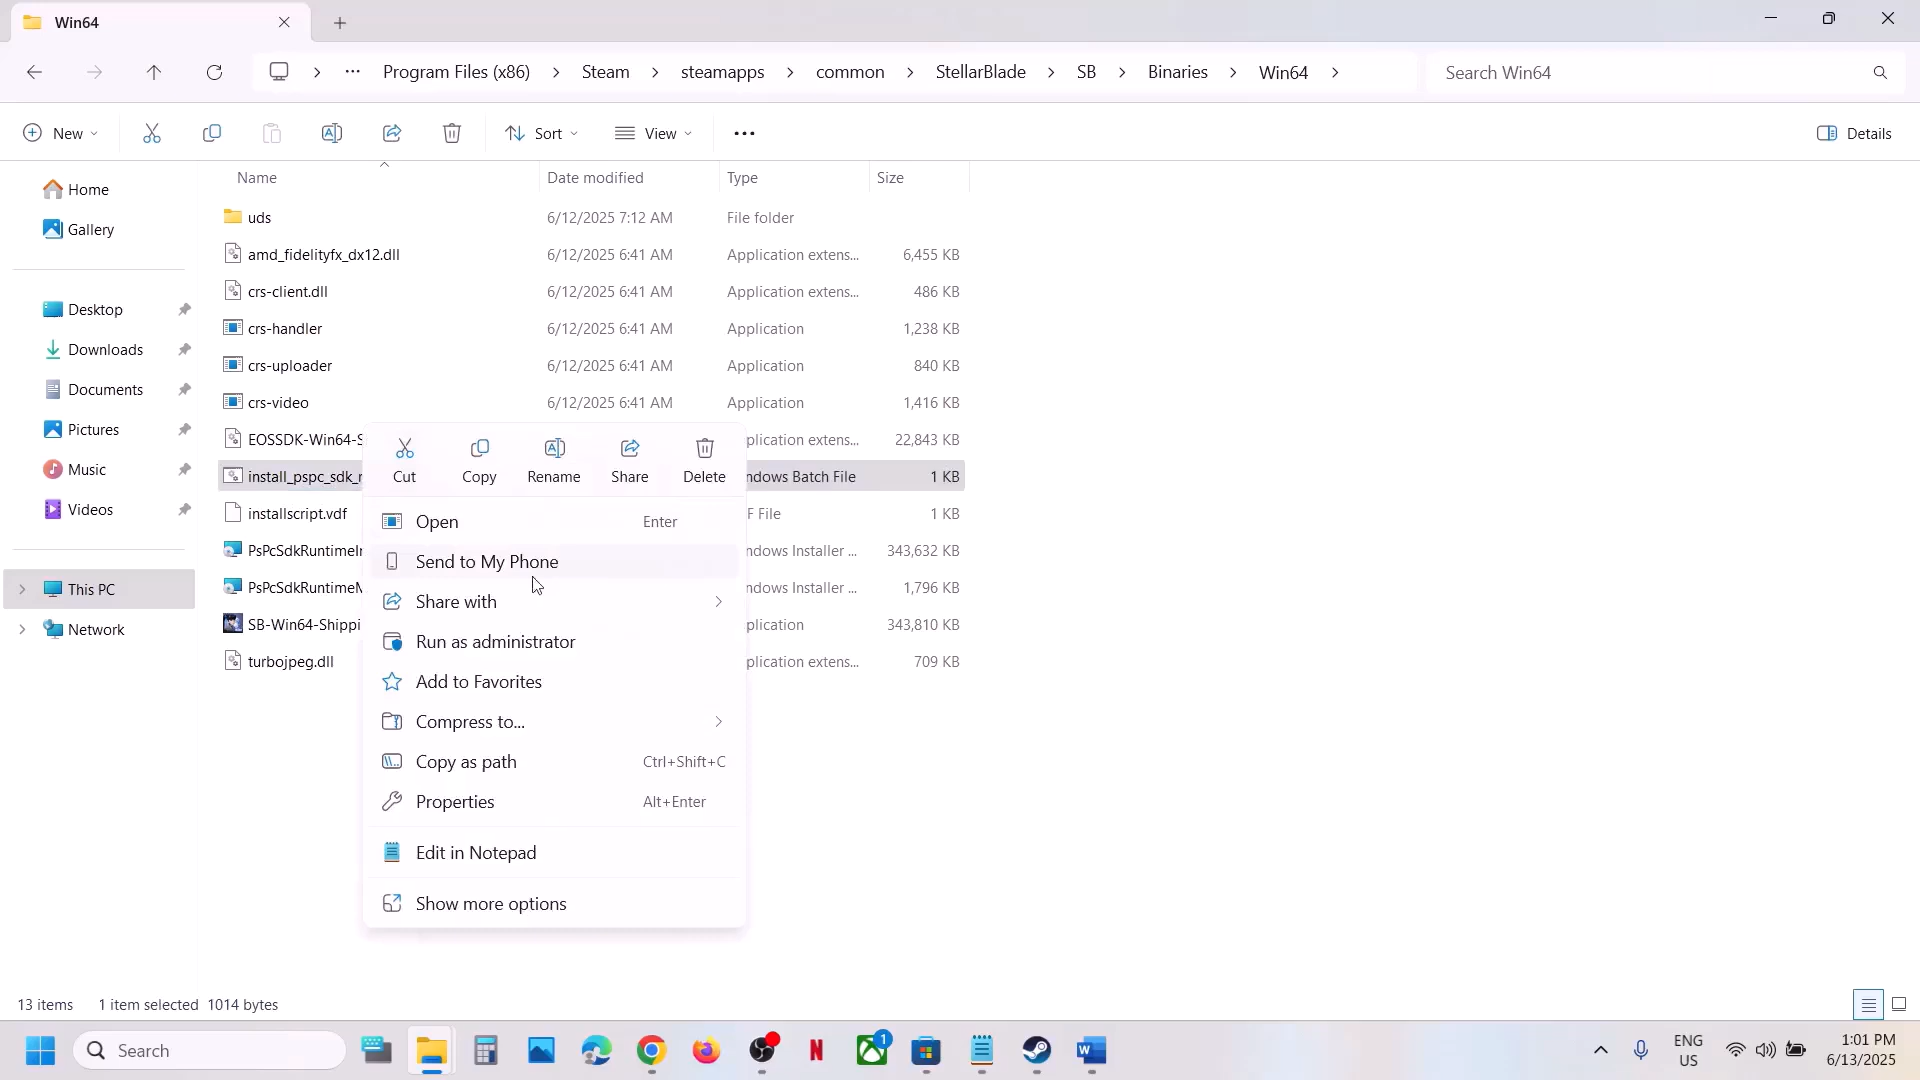 Win64
Program Files (x86) Steam steamapps common StellarBlade SB Binaries Win64
Search Win64
New
Sort
View
Details
Name Date modified Type Size
Home
Gallery
Desktop
Downloads
Documents
Pictures
Music
Videos
This PC
Network
uds 6/12/2025 7:12 AM File folder
amd_fidelityfx_dx12.dll 6/12/2025 6:41 AM Application extens... 6,455 KB
crs-client.dll 6/12/2025 6:41 AM Application extens... 486 KB
crs-handler 6/12/2025 6:41 AM Application 1,238 KB
crs-uploader 6/12/2025 6:41 AM Application 840 KB
crs-video 6/12/2025 6:41 AM Application 1,416 KB
EOSSDK-Win64-S plication extens... 22,843 KB
install_pspc_sdk_r ndows Batch File 1 KB
installscript.vdf F File 1 KB
PsPcSdkRuntimeIn ndows Installer ... 343,632 KB
PsPcSdkRuntimeM ndows Installer ... 1,796 KB
SB-Win64-Shippi plication 343,810 KB
turbojpeg.dll plication extens... 709 KB
Cut Copy Rename Share Delete
Open Enter
Send to My Phone
Share with
Run as administrator
Add to Favorites
Compress to...
Copy as path Ctrl+Shift+C
Properties Alt+Enter
Edit in Notepad
Show more options
13 items 1 item selected 1014 bytes
Search
1
ENG
US
1:01 PM
6/13/2025